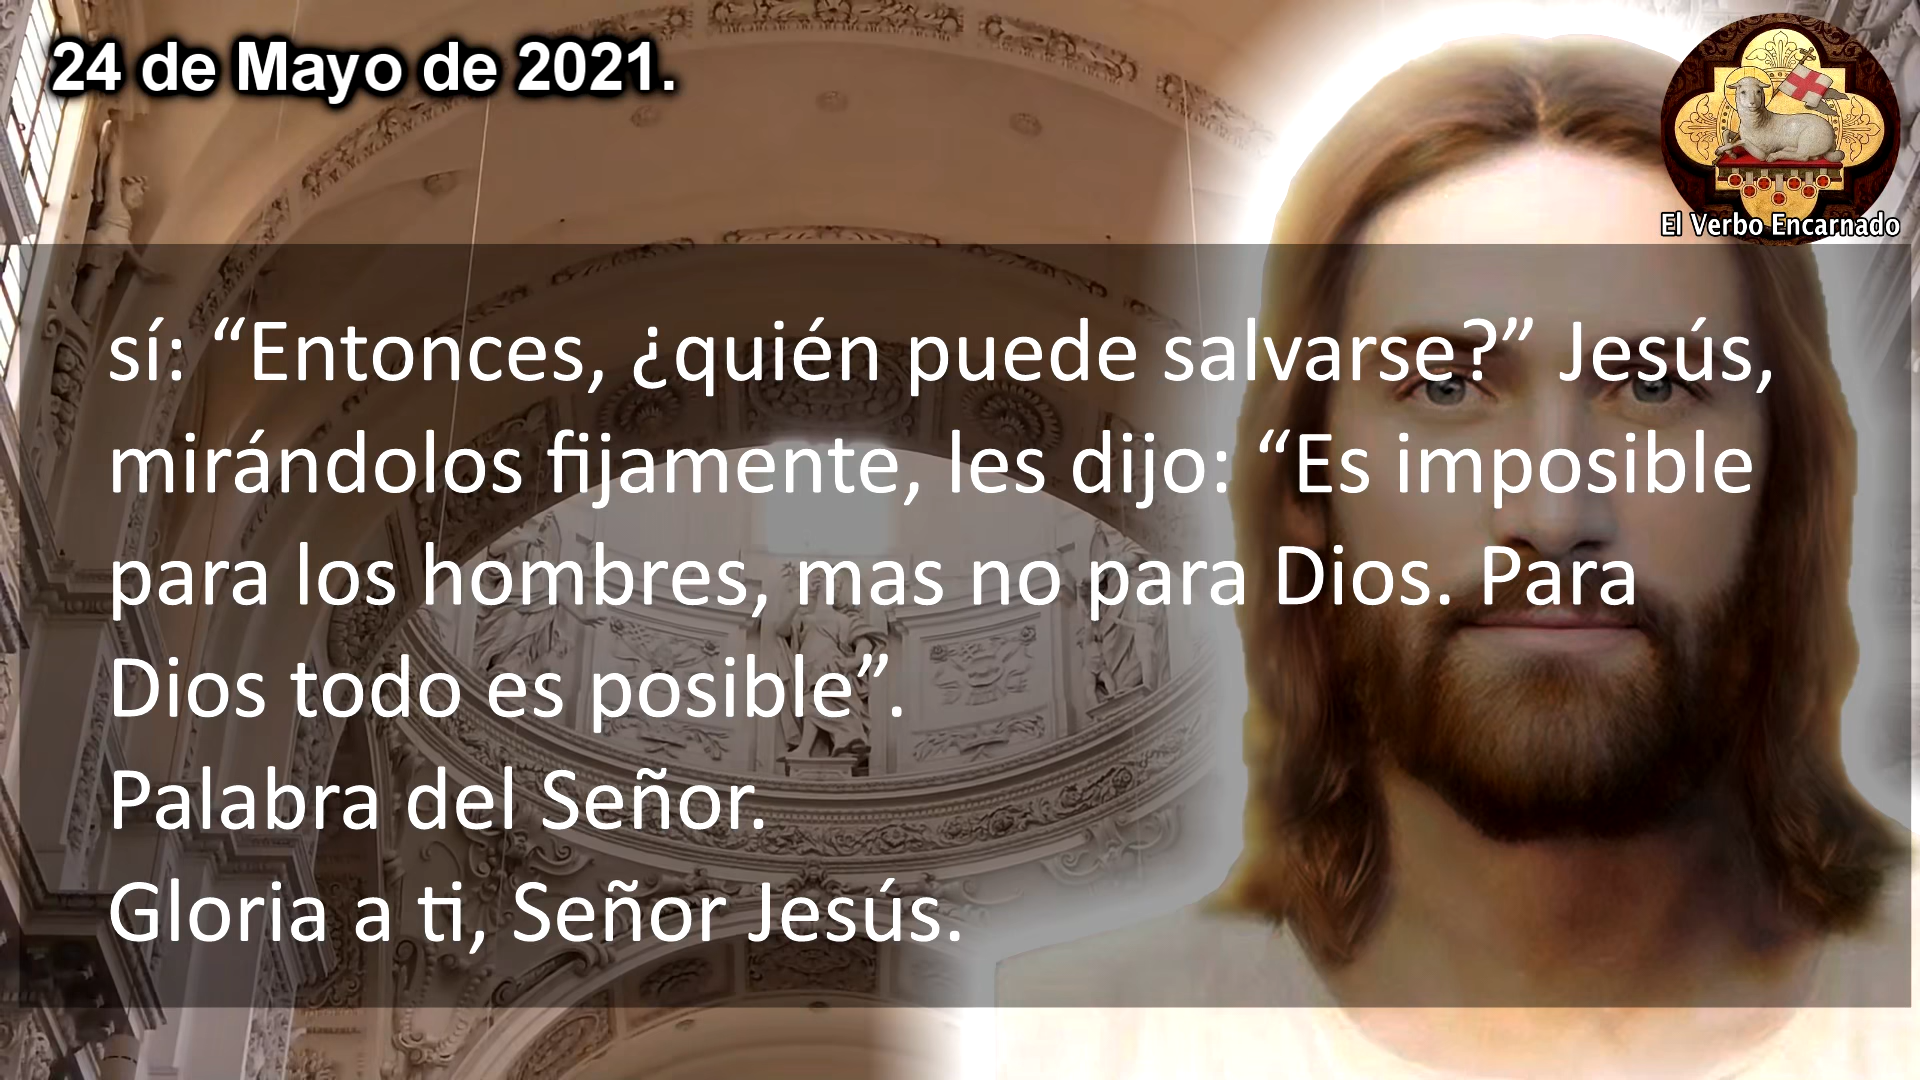 24 de Mayo de 2021.
El Verbo Encarnado
sí: “Entonces, ¿quién puede salvarse?” Jesús,
mirándolos fijamente, les dijo: “Es imposible
para los hombres, mas no para Dios. Para
Dios todo es posible”.
Palabra del Señor.
Gloria a ti, Señor Jesús.